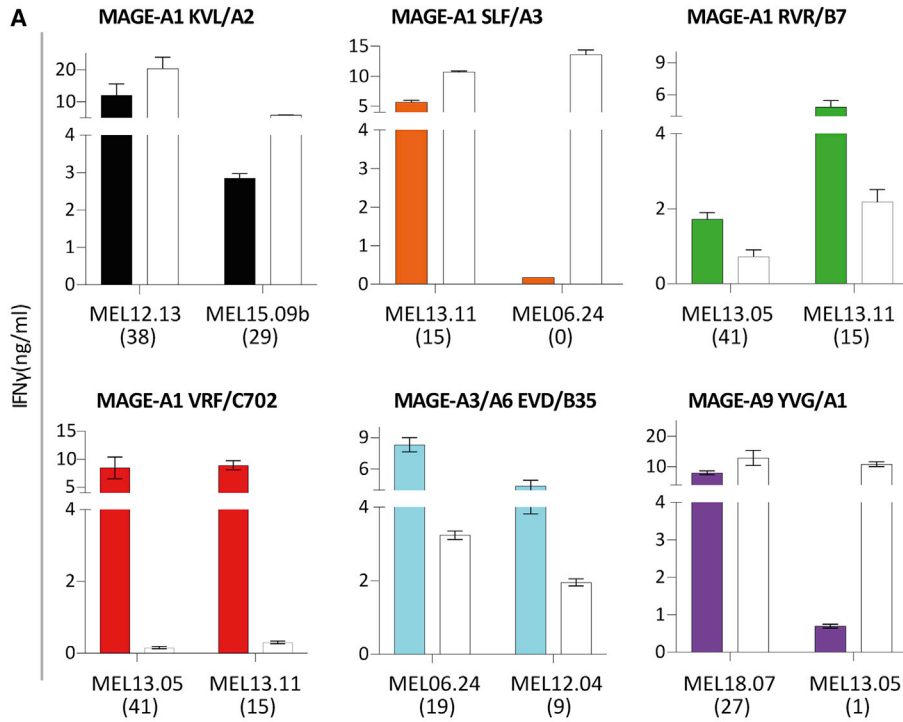 A
MAGE-A1 KVL/A2
MAGE-A1 SLF/A3
MAGE-A1 RVR/B7
IFNγ(ng/ml)
20
10
4
3
2
1
0
MEL12.13
(38)
MEL15.09b
(29)
15
10
5
4
3
2
1
0
MEL13.11
(15)
MEL06.24
(0)
9
6
4
2
0
MEL13.05
(41)
MEL13.11
(15)
MAGE-A1 VRF/C702
MAGE-A3/A6 EVD/B35
MAGE-A9 YVG/A1
15
10
5
4
2
0
MEL13.05
(41)
MEL13.11
(15)
9
6
4
2
0
MEL06.24
(19)
MEL12.04
(9)
20
10
4
3
2
1
0
MEL18.07
(27)
MEL13.05
(1)